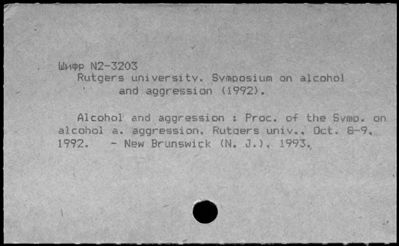 Шифр N2-3203
Rutgers university. Symposium on alcohol
and aggression (1992).
Alcohol and aggression : Proc. of the Symp. on
alcohol a. aggression, Rutgers univ., Oct. 8-9,
1992. - New Brunswick (N. J.), 1993.